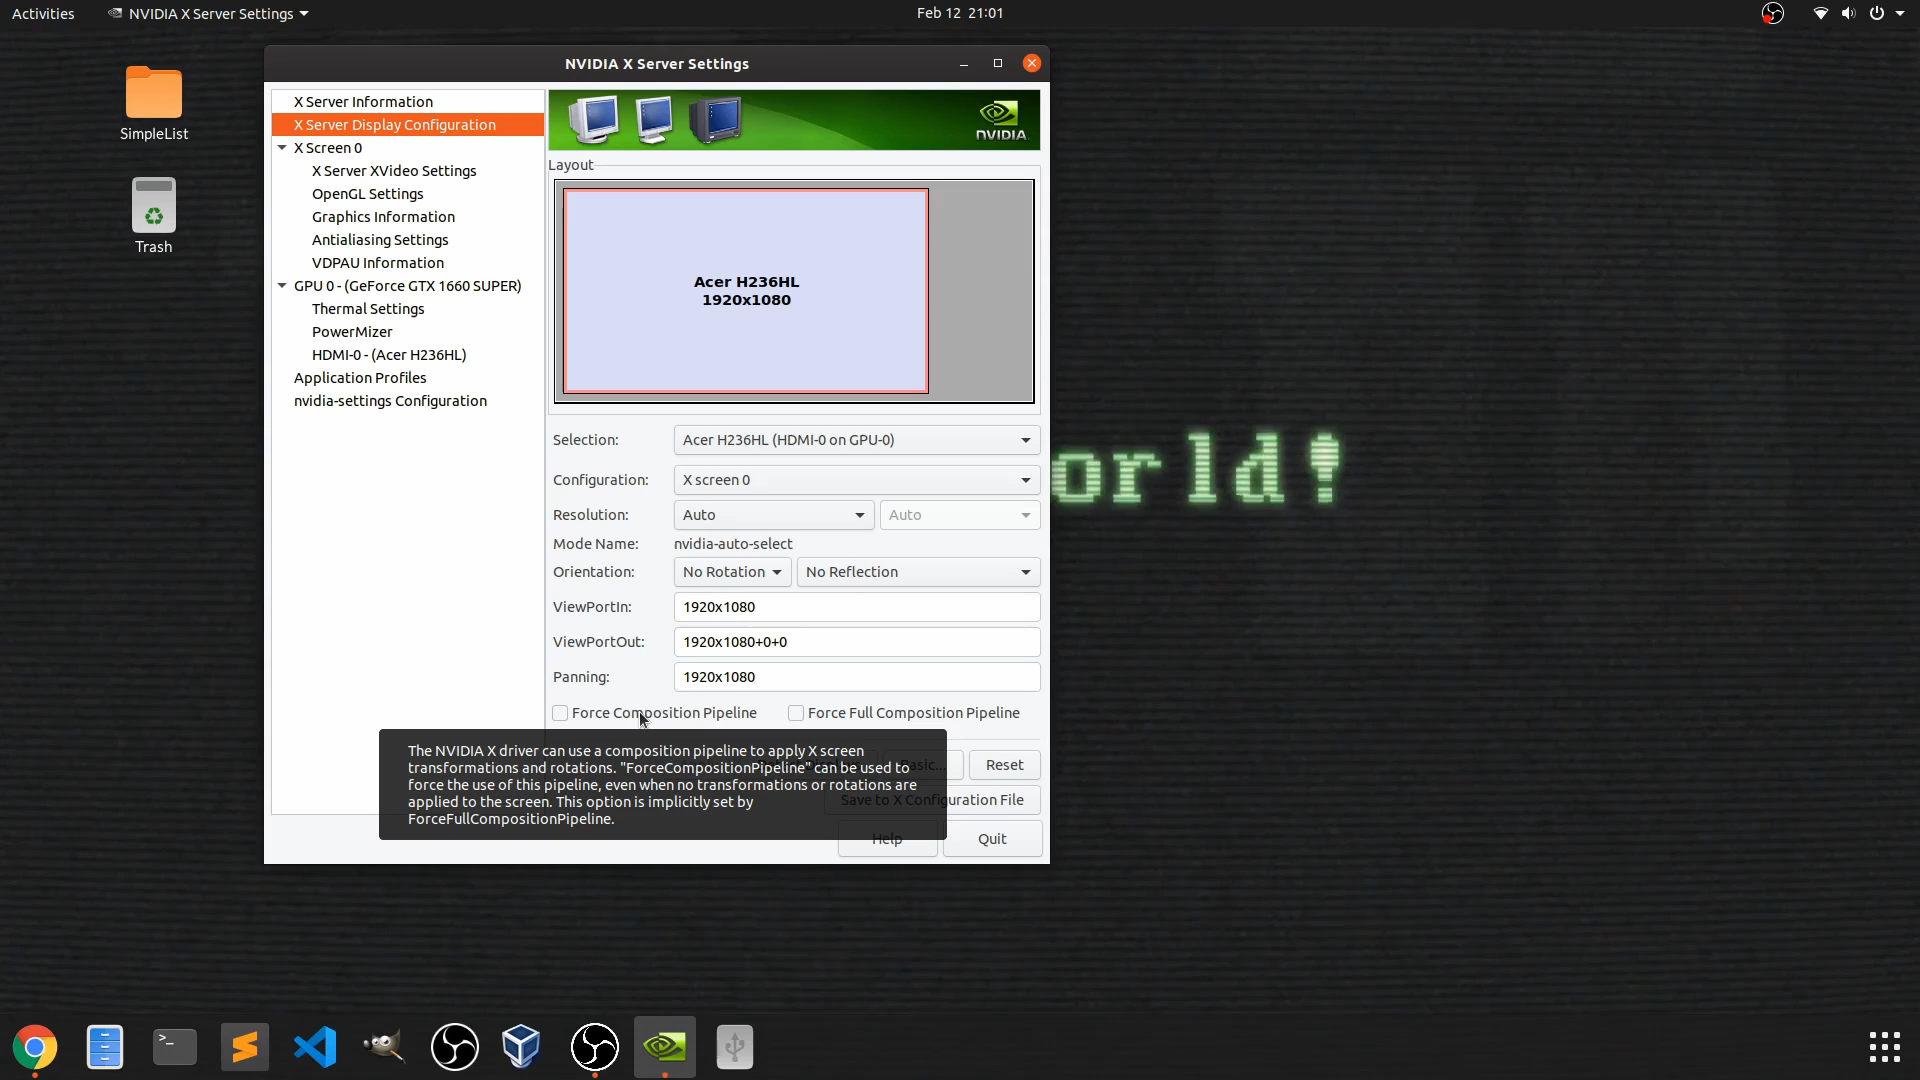 Activities
NVIDIA X Server Settings
Feb 12 21:01
SimpleList
Trash
NVIDIA X Server Settings
X Server Information
X Server Display Configuration
X Screen 0
X Server XVideo Settings
OpenGL Settings
Graphics Information
Antialiasing Settings
VDPAU Information
GPU 0 - (GeForce GTX 1660 SUPER)
Thermal Settings
PowerMizer
HDMI-0 - (Acer H236HL)
Application Profiles
nvidia-settings Configuration
NVIDIA.
Layout
Acer H236HL
1920x1080
Selection: Acer H236HL (HDMI-0 on GPU-0)
Configuration: X screen 0
Resolution: Auto Auto
Mode Name: nvidia-auto-select
Orientation: No Rotation No Reflection
ViewPortIn: 1920x1080
ViewPortOut: 1920x1080+0+0
Panning: 1920x1080
Force Composition Pipeline Force Full Composition Pipeline
The NVIDIA X driver can use a composition pipeline to apply X screen
transformations and rotations. "ForceCompositionPipeline" can be used to
force the use of this pipeline, even when no transformations or rotations are
applied to the screen. This option is implicitly set by
ForceFullCompositionPipeline.
Reset
Save to X Configuration File
Help Quit
orld!
>_